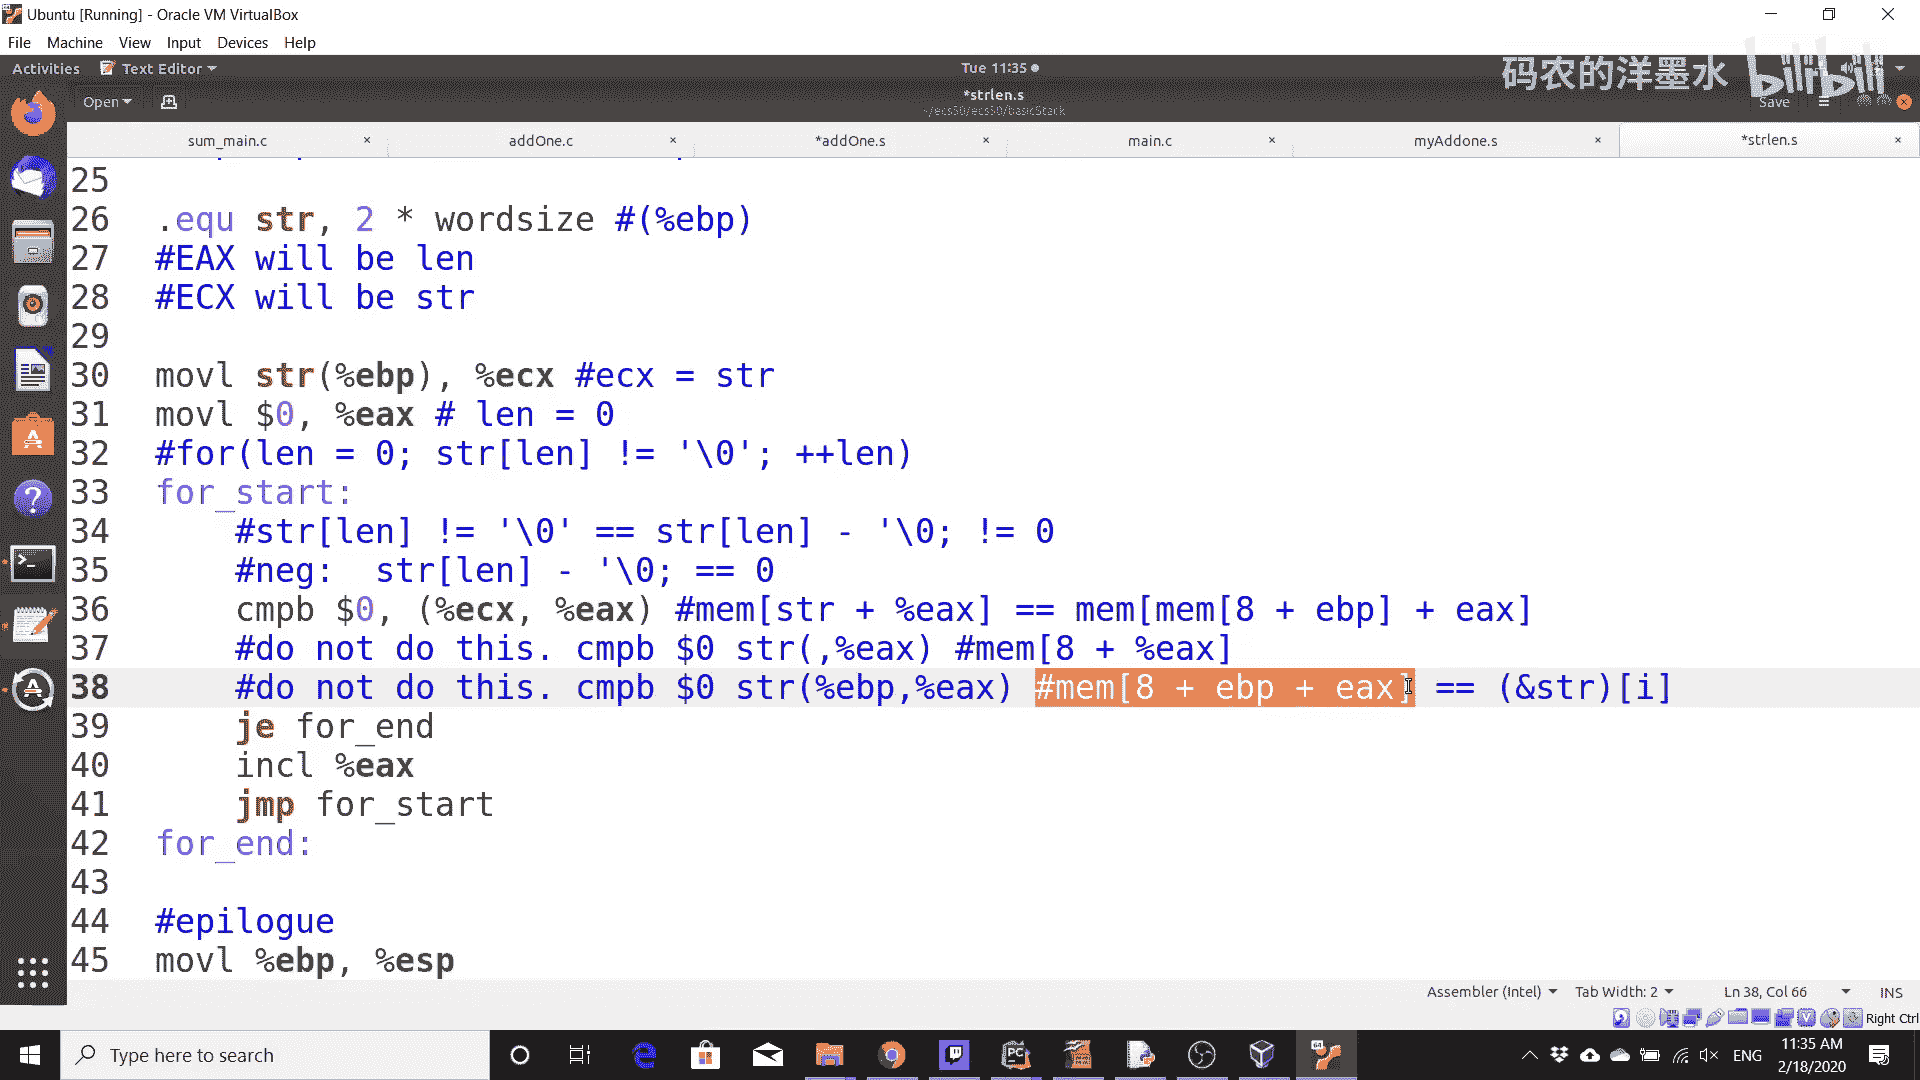 Ubuntu [Running] - Oracle VM VirtualBox
File Machine View Input Devices Help
Activities Text Editor Tue 11:35
码农的洋墨水 bilibili
Open *strlen.s Save
~/ecs50/ecs50/basicStack
sum_main.c × addOne.c × *addOne.s × main.c × myAddone.s × *strlen.s ×
25
26 .equ str, 2 * wordsize #(%ebp)
27 #EAX will be len
28 #ECX will be str
29
30 movl str(%ebp), %ecx #ecx = str
31 movl $0, %eax # len = 0
32 #for(len = 0; str[len] != '\0'; ++len)
33 for_start:
34 #str[len] != '\0' == str[len] - '\0; != 0
35 #neg: str[len] - '\0; == 0
36 cmpb $0, (%ecx, %eax) #mem[str + %eax] == mem[mem[8 + ebp] + eax]
37 #do not do this. cmpb $0 str(,%eax) #mem[8 + %eax]
38 #do not do this. cmpb $0 str(%ebp,%eax) #mem[8 + ebp + eax] == (&str)[i]
39 je for_end
40 incl %eax
41 jmp for_start
42 for_end:
43
44 #epilogue
45 movl %ebp, %esp
Assembler (Intel) Tab Width: 2 Ln 38, Col 66 INS
Right Ctrl
Type here to search
ENG
11:35 AM
2/18/2020